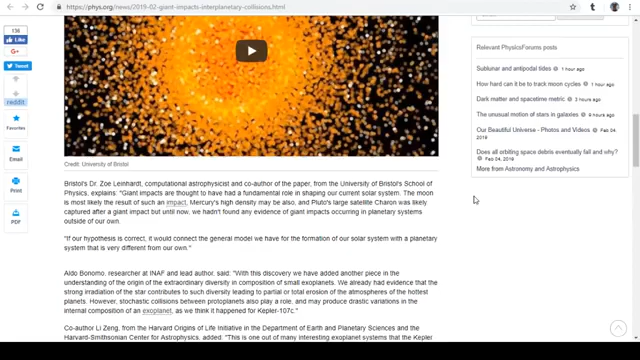 https://phys.org/news/2019-02-giant-impacts-interplanetary-collisions.html
138
Like
G+
Tweet
reddit
Favorites
Email
Print
PDF
Credit: University of Bristol
Bristol's Dr. Zoe Leinhardt, computational astrophysicist and co-author of the paper, from the University of Bristol's School of
Physics, explains: "Giant impacts are thought to have had a fundamental role in shaping our current solar system. The
moon is most likely the result of such an impact, Mercury's high density may be also, and Pluto's large satellite Charon was likely
captured after a giant impact but until now, we hadn't found any evidence of giant impacts occurring in planetary systems
outside of our own.
"If our hypothesis is correct, it would connect the general model we have for the formation of our solar system with a planetary
system that is very different from our own."
Aldo Bonomo, researcher at INAF and lead author, said: "With this discovery we have added another piece in the
understanding of the origin of the extraordinary diversity in composition of small exoplanets. We already had evidence that the
strong irradiation of the star contributes to such diversity leading to partial or total erosion of the atmospheres of the hottest
planets. However, stochastic collisions between protoplanets also play a role, and may produce drastic variations in the
internal composition of an exoplanet, as we think it happened for Kepler-107c."
Co-author Li Zeng, from the Harvard Origins of Life Initiative in the Department of Earth and Planetary Sciences and the
Harvard-Smithsonian Center for Astrophysics, added: "This is one out of many interesting exoplanet systems that the Kepler
Relevant PhysicsForums posts
Sublunar and antipodal tides 1 hour ago
How hard can it be to track moon cycles 1 hour ago
Dark matter and spacetime metric 3 hours ago
The unusual motion of stars in galaxies 9 hours ago
Our Beautiful Universe - Photos and Videos Feb 04,
2019
Does all orbiting space debris eventually fall and why?
Feb 04, 2019
More from Astronomy and Astrophysics